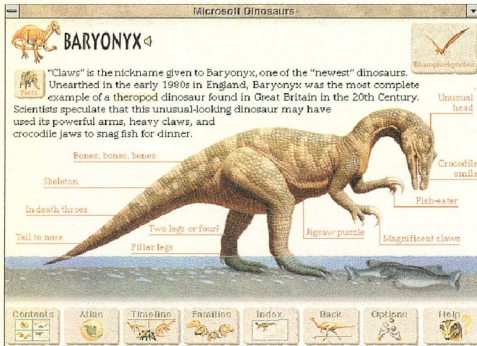 Microsoft Dinosaurs
BARYONYX
Rhamphorhynchus
Facts
"Claws" is the nickname given to Baryonyx, one of the "newest" dinosaurs.
Unearthed in the early 1980s in England, Baryonyx was the most complete
example of a theropod dinosaur found in Great Britain in the 20th Century.
Scientists speculate that this unusual-looking dinosaur may have
used its powerful arms, heavy claws, and
crocodile jaws to snag fish for dinner.
Unusual
head
Bones, bones, bones
Crocodile
smile
Skeleton
Fish-eater
In death throes
Two legs or four?
Jigsaw puzzle
Magnificent claws
Tail to nose
Pillar legs
Contents
Atlas
Timeline
Families
Index
Back
Options
Help